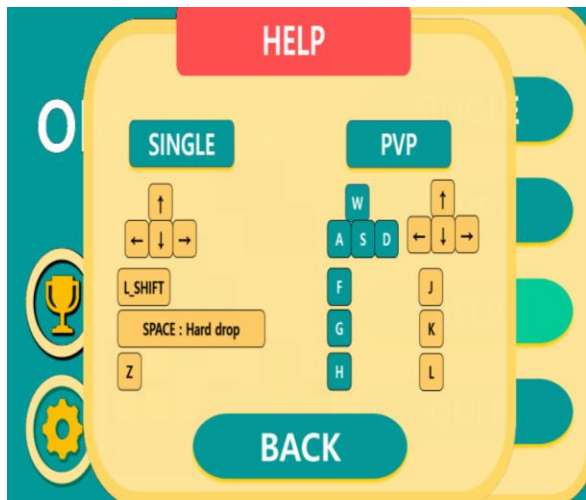 HELP
SINGLE PVP
↑ W ↑
← ↓ → A S D ← ↓ →
L_SHIFT F J
SPACE : Hard drop G K
Z H L
BACK